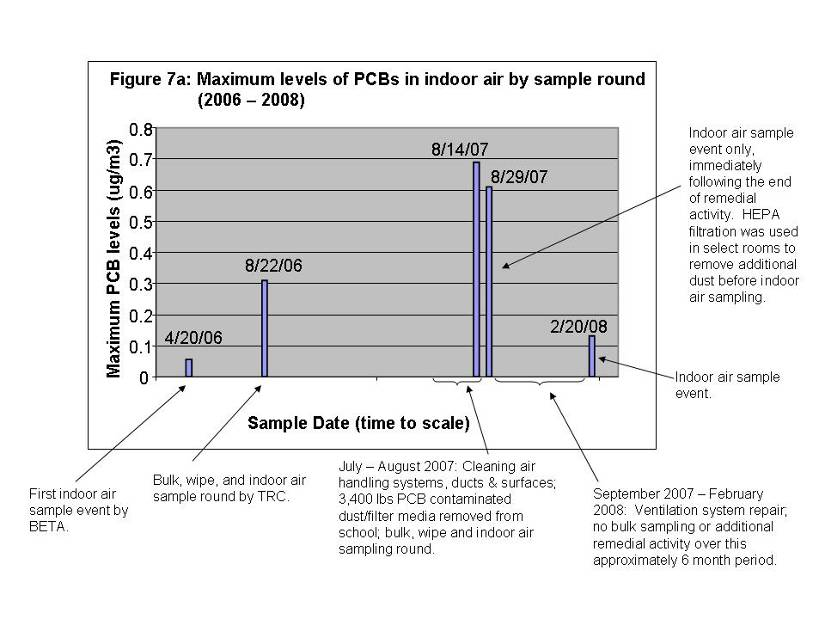 Figure 7a: Maximum levels of PCBs in indoor air by sample round
(2006 – 2008)
Maximum PCB levels (ug/m3)
0.8
0.7
0.6
0.5
0.4
0.3
0.2
0.1
0
4/20/06
8/22/06
8/14/07
8/29/07
2/20/08
Sample Date (time to scale)
Indoor air sample
event only,
immediately
following the end
of remedial
activity. HEPA
filtration was used
in select rooms to
remove additional
dust before indoor
air sampling.
Indoor air sample
event.
First indoor air
sample event by
BETA.
Bulk, wipe, and indoor air
sample round by TRC.
July – August 2007: Cleaning air
handling systems, ducts & surfaces;
3,400 lbs PCB contaminated
dust/filter media removed from
school; bulk, wipe and indoor air
sampling round.
September 2007 – February
2008: Ventilation system repair;
no bulk sampling or additional
remedial activity over this
approximately 6 month period.